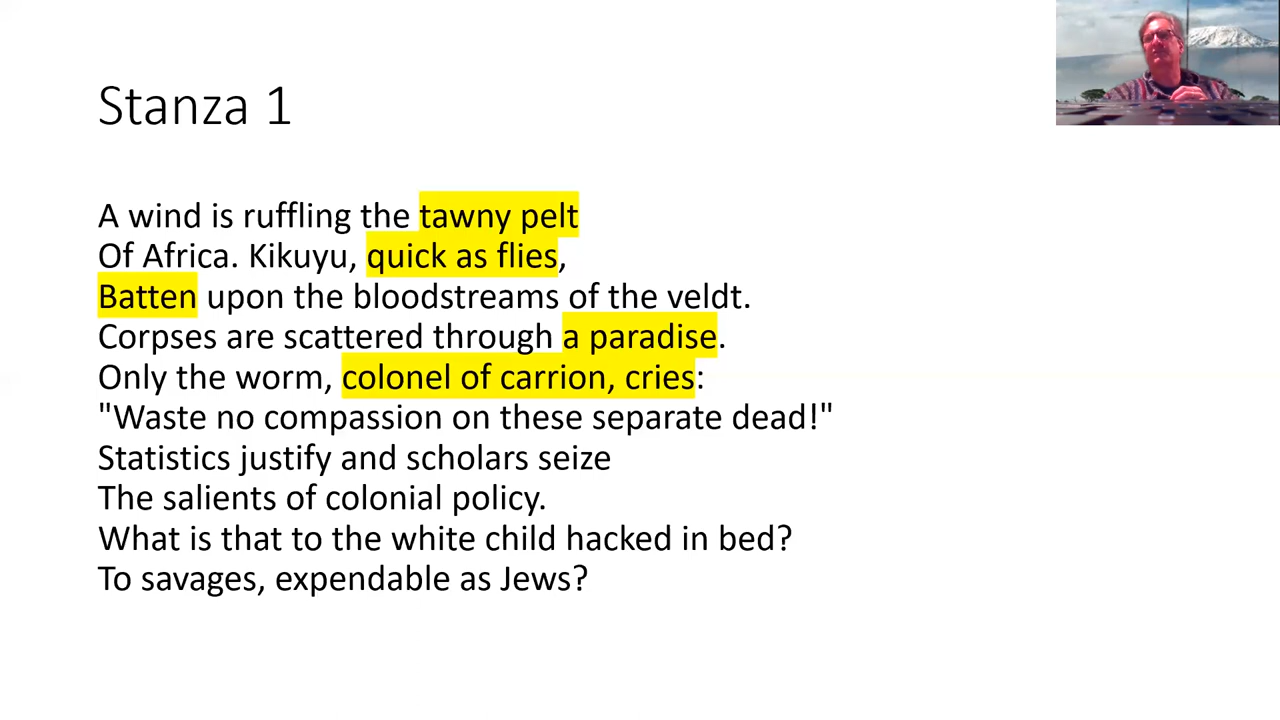 Stanza 1
A wind is ruffling the tawny pelt
Of Africa. Kikuyu, quick as flies,
Batten upon the bloodstreams of the veldt.
Corpses are scattered through a paradise.
Only the worm, colonel of carrion, cries:
"Waste no compassion on these separate dead!"
Statistics justify and scholars seize
The salients of colonial policy.
What is that to the white child hacked in bed?
To savages, expendable as Jews?